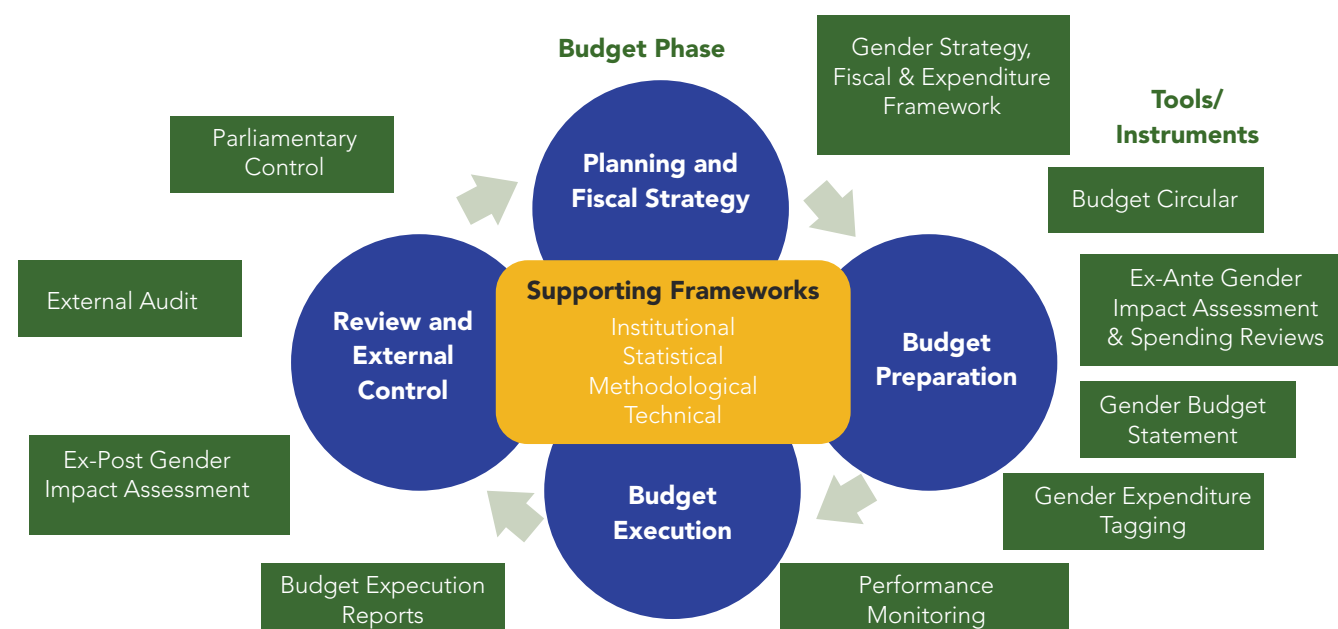 Budget Phase
Gender Strategy,
Fiscal & Expenditure
Framework
Tools/
Instruments
Parliamentary
Control
Planning and
Fiscal Strategy
Budget Circular
External Audit
Review and
External
Control
Supporting Frameworks
Institutional
Statistical
Methodological
Technical
Budget
Preparation
Ex-Ante Gender
Impact Assessment
& Spending Reviews
Gender Budget
Statement
Ex-Post Gender
Impact Assessment
Budget
Execution
Gender Expenditure
Tagging
Budget Expecution
Reports
Performance
Monitoring